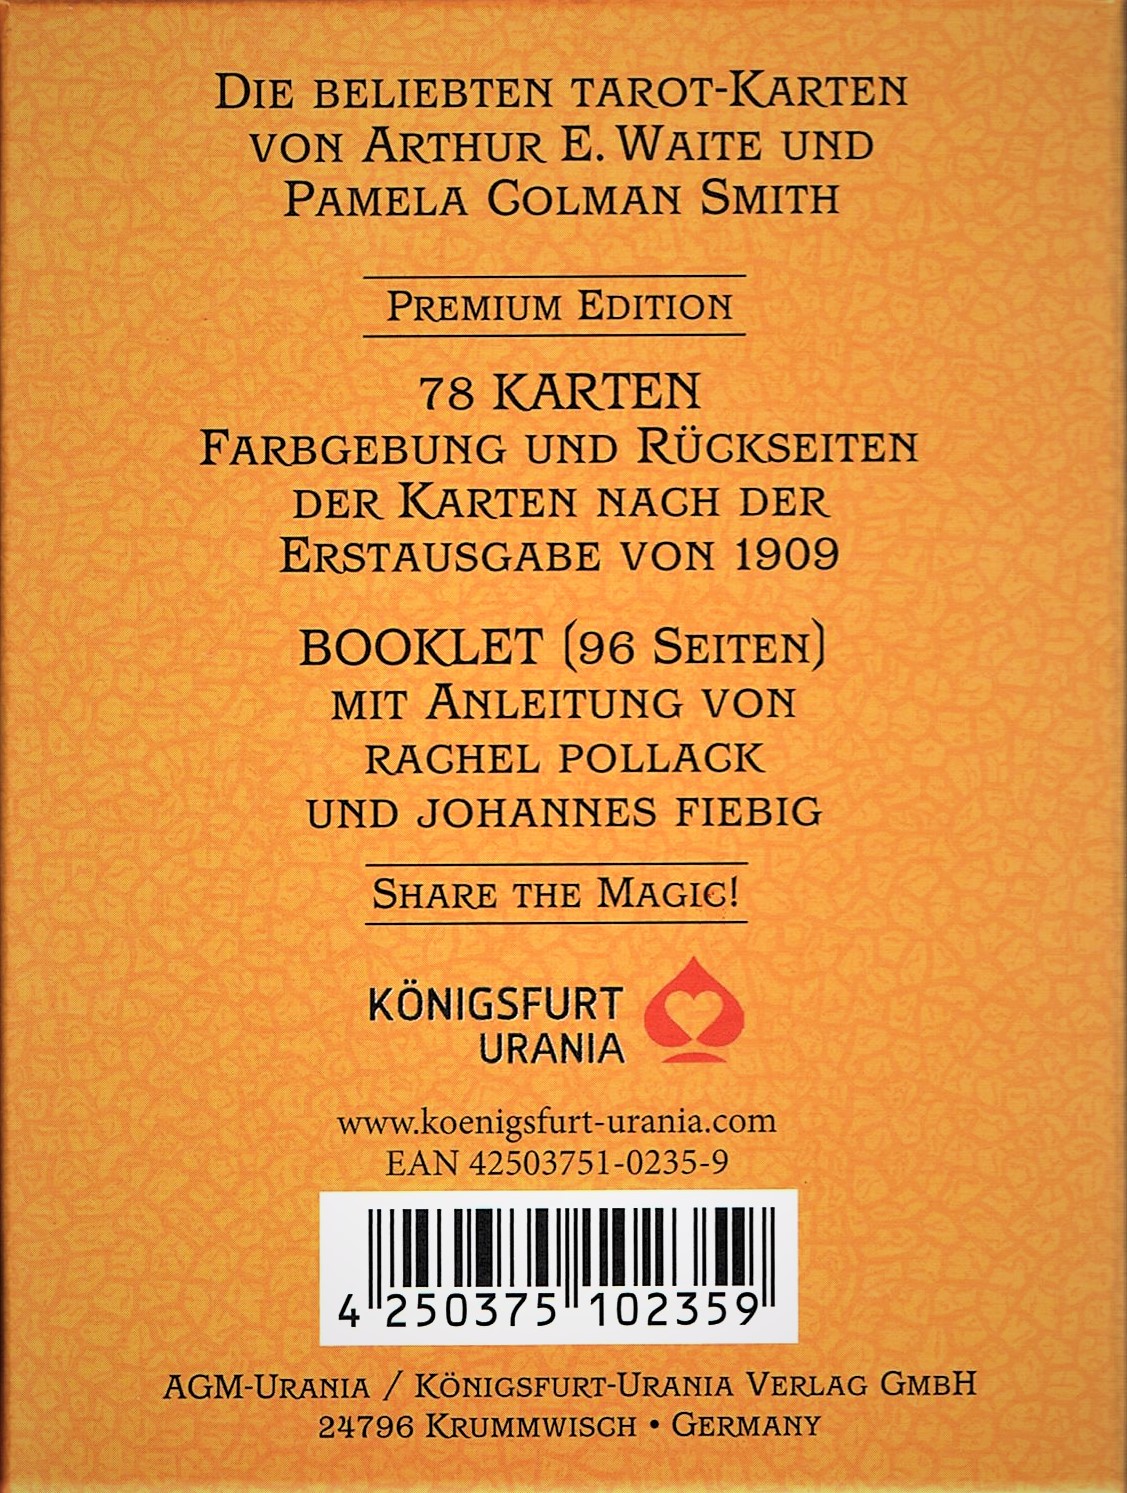 Die beliebten Tarot-Karten
von Arthur E. Waite und
Pamela Colman Smith
Premium Edition
78 KARTEN
Farbgebung und Rückseiten
der Karten nach der
Erstausgabe von 1909
BOOKLET (96 Seiten)
mit Anleitung von
Rachel Pollack
und Johannes Fiebig
Share the Magic!
KÖNIGSFURT
URANIA
www.koenigsfurt-urania.com
EAN 42503751-0235-9
4 250375 102359
AGM-Urania / Königsfurt-Urania Verlag GmbH
24796 Krummwisch • Germany